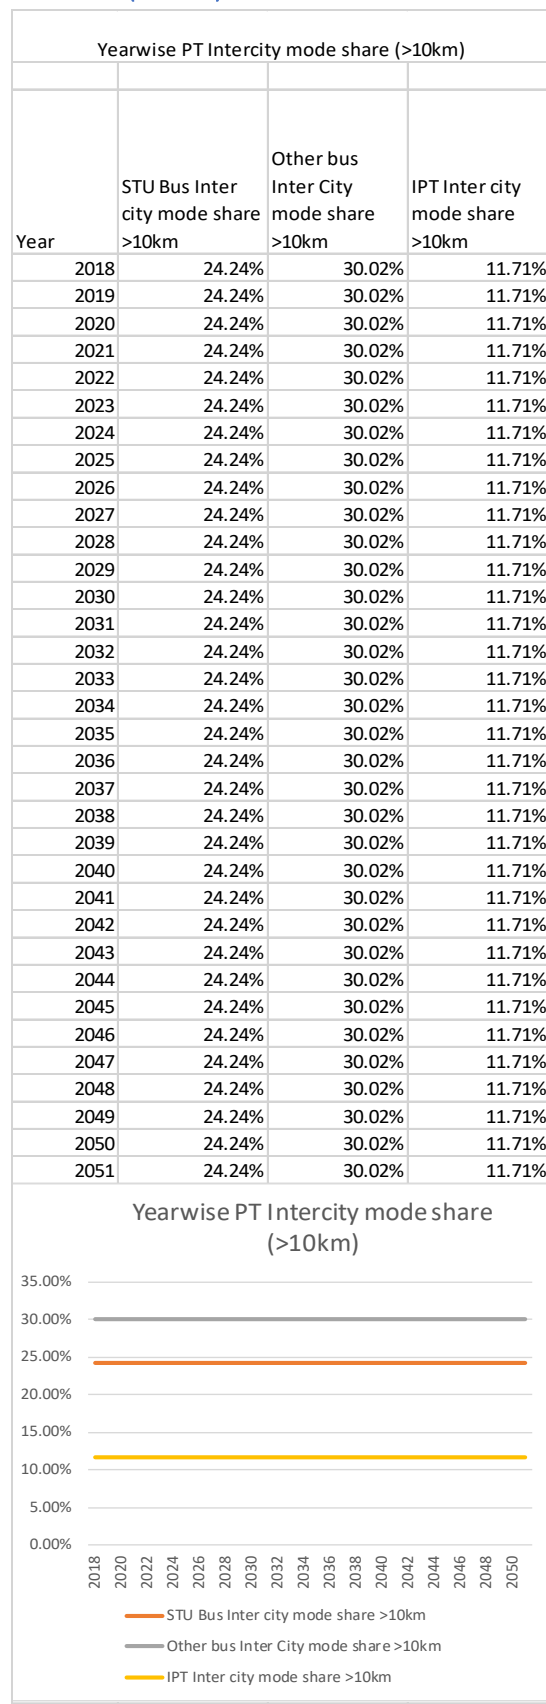 Yearwise PT Intercity mode share (>10km)
Year STU Bus Inter city mode share >10km Other bus Inter City mode share >10km IPT Inter city mode share >10km
2018 24.24% 30.02% 11.71%
2019 24.24% 30.02% 11.71%
2020 24.24% 30.02% 11.71%
2021 24.24% 30.02% 11.71%
2022 24.24% 30.02% 11.71%
2023 24.24% 30.02% 11.71%
2024 24.24% 30.02% 11.71%
2025 24.24% 30.02% 11.71%
2026 24.24% 30.02% 11.71%
2027 24.24% 30.02% 11.71%
2028 24.24% 30.02% 11.71%
2029 24.24% 30.02% 11.71%
2030 24.24% 30.02% 11.71%
2031 24.24% 30.02% 11.71%
2032 24.24% 30.02% 11.71%
2033 24.24% 30.02% 11.71%
2034 24.24% 30.02% 11.71%
2035 24.24% 30.02% 11.71%
2036 24.24% 30.02% 11.71%
2037 24.24% 30.02% 11.71%
2038 24.24% 30.02% 11.71%
2039 24.24% 30.02% 11.71%
2040 24.24% 30.02% 11.71%
2041 24.24% 30.02% 11.71%
2042 24.24% 30.02% 11.71%
2043 24.24% 30.02% 11.71%
2044 24.24% 30.02% 11.71%
2045 24.24% 30.02% 11.71%
2046 24.24% 30.02% 11.71%
2047 24.24% 30.02% 11.71%
2048 24.24% 30.02% 11.71%
2049 24.24% 30.02% 11.71%
2050 24.24% 30.02% 11.71%
2051 24.24% 30.02% 11.71%
Yearwise PT Intercity mode share
(>10km)
35.00%
30.00%
25.00%
20.00%
15.00%
10.00%
5.00%
0.00%
2018 2020 2022 2024 2026 2028 2030 2032 2034 2036 2038 2040 2042 2044 2046 2048 2050
STU Bus Inter city mode share >10km
Other bus Inter City mode share >10km
IPT Inter city mode share >10km